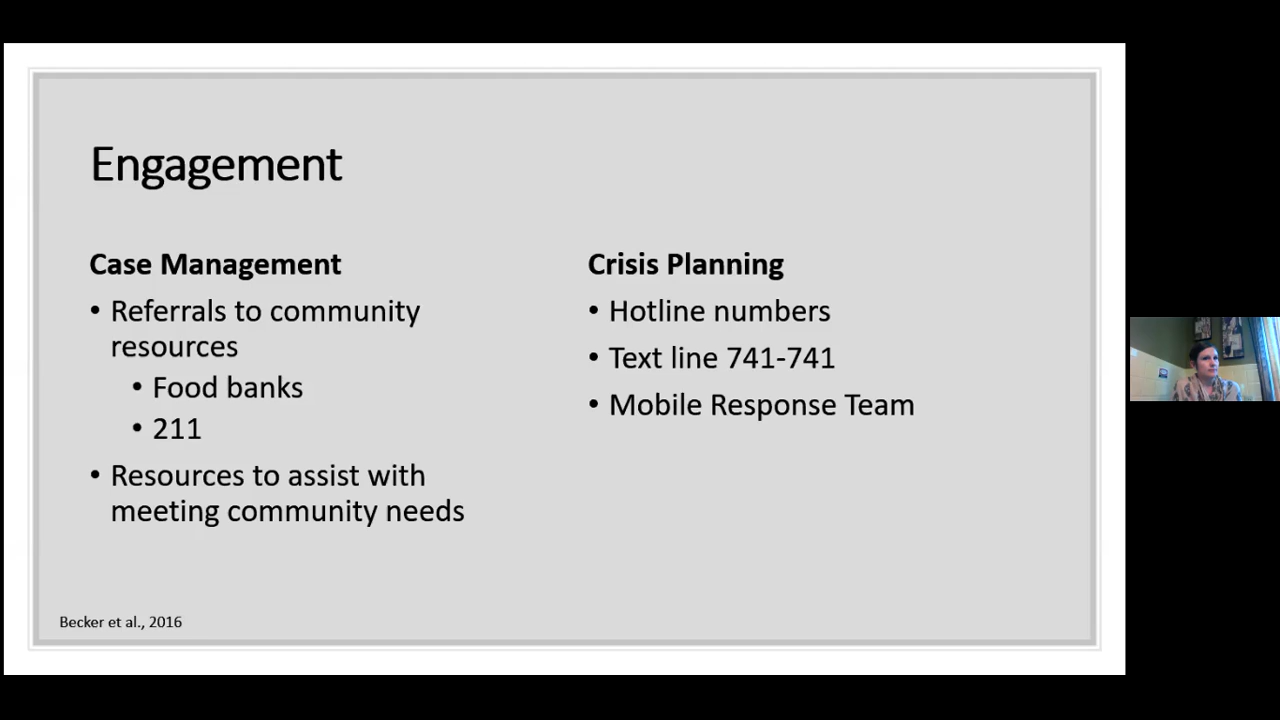 Engagement
Case Management
• Referrals to community
resources
• Food banks
• 211
• Resources to assist with
meeting community needs
Crisis Planning
• Hotline numbers
• Text line 741-741
• Mobile Response Team
Becker et al., 2016